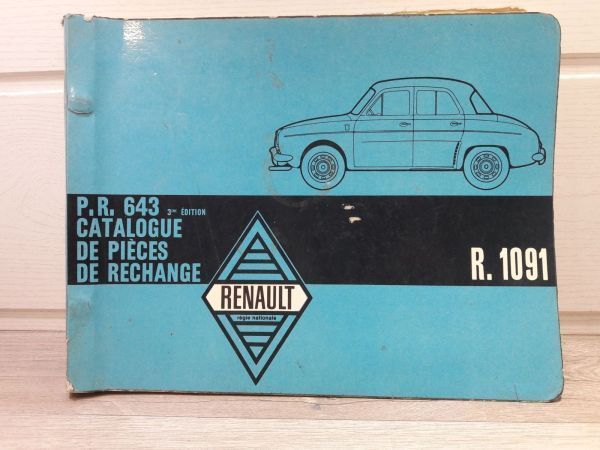 P.R. 643 3me ÉDITION
CATALOGUE
DE PIÈCES
DE RECHANGE
R. 1091
RENAULT
régie nationale